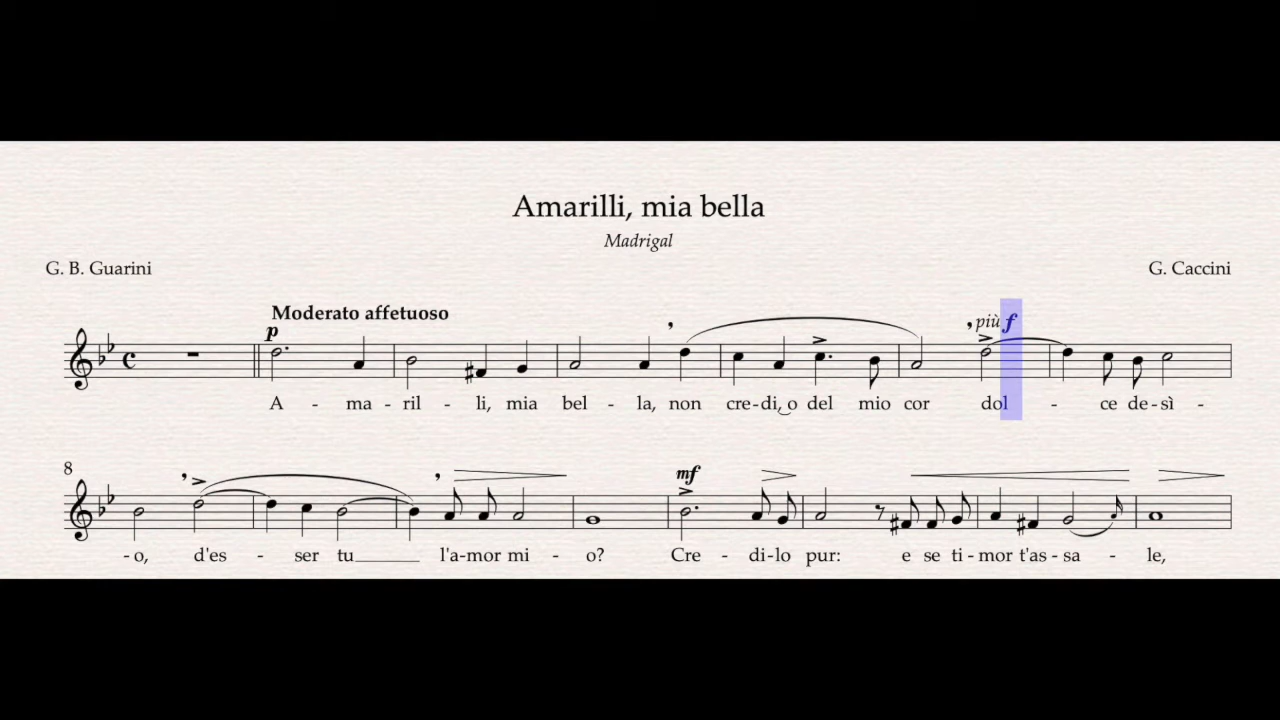 Amarilli, mia bella
Madrigal
G. B. Guarini
G. Caccini
Moderato affetuoso
p
più f
A - ma - ril - li, mia bel - la, non cre - di, o del mio cor dol - ce de - sì -
8
mf
- o, d'es - ser tu____ l'a - mor mi - o? Cre - di - lo pur: e se ti - mor t'as - sa - le,